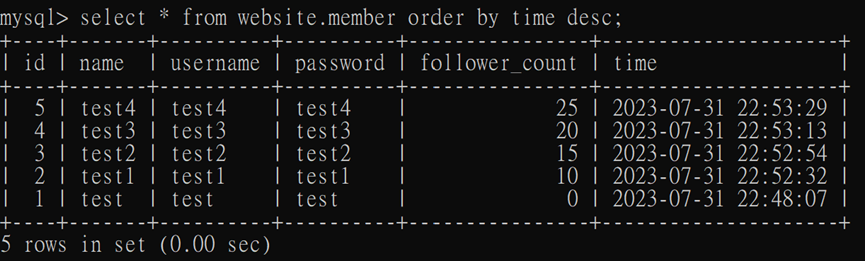 mysql> select * from website.member order by time desc;
+----+-------+----------+----------+----------------+---------------------+
| id | name | username | password | follower_count | time |
+----+-------+----------+----------+----------------+---------------------+
| 5 | test4 | test4 | test4 | 25 | 2023-07-31 22:53:29 |
| 4 | test3 | test3 | test3 | 20 | 2023-07-31 22:53:13 |
| 3 | test2 | test2 | test2 | 15 | 2023-07-31 22:52:54 |
| 2 | test1 | test1 | test1 | 10 | 2023-07-31 22:52:32 |
| 1 | test | test | test | 0 | 2023-07-31 22:48:07 |
+----+-------+----------+----------+----------------+---------------------+
5 rows in set (0.00 sec)